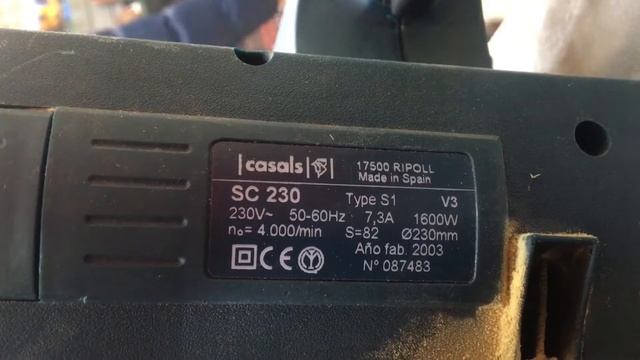 casals 17500 RIPOLL
Made in Spain
SC 230 Type S1 V3
230V~ 50-60Hz 7,3A 1600W
n₀= 4.000/min S=82 Ø230mm
Año fab. 2003
CE Nº 087483